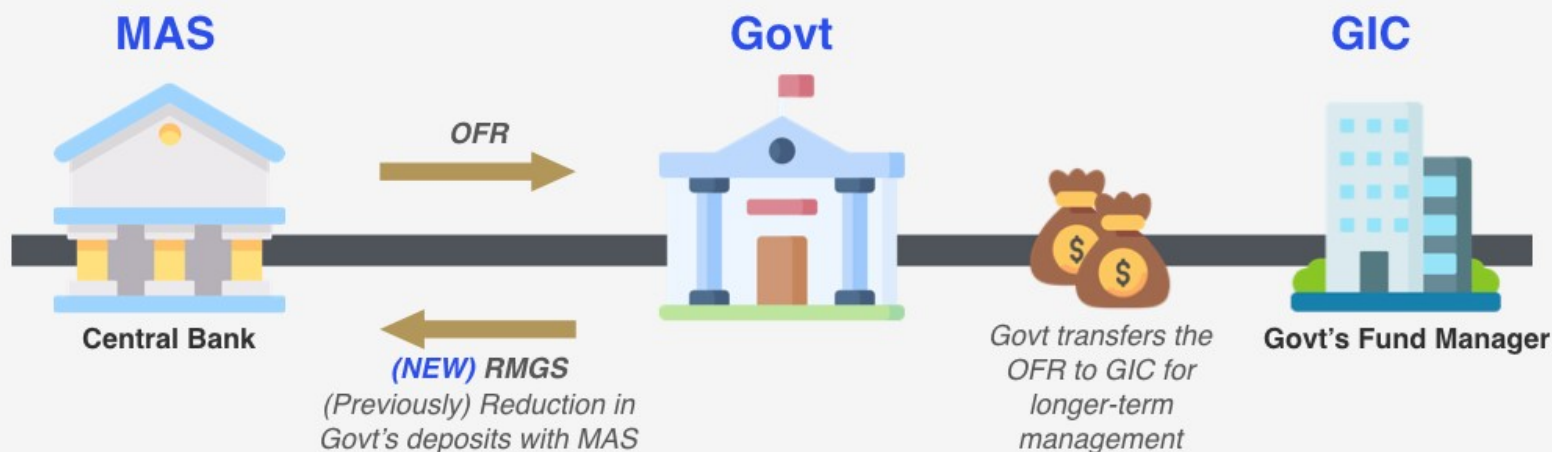 MAS
Govt
GIC
OFR
Central Bank
(NEW) RMGS
(Previously) Reduction in
Govt's deposits with MAS
$
$
Govt transfers the
OFR to GIC for
longer-term
management
Govt's Fund Manager